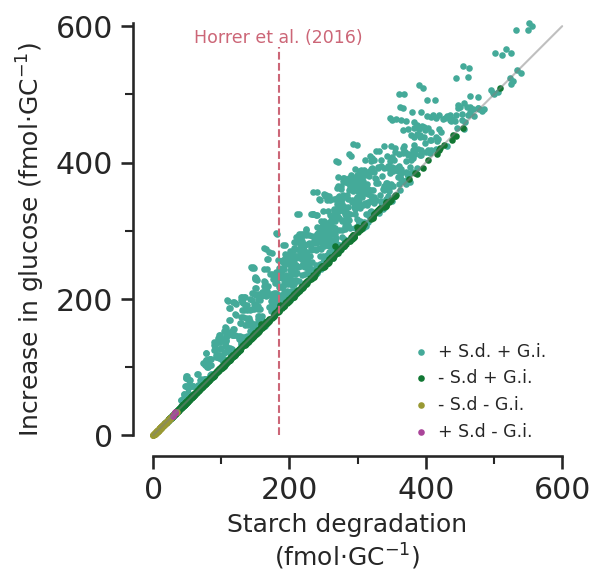 Horrer et al. (2016)
600
400
200
0
Increase in glucose (fmol·GC⁻¹)
+ S.d. + G.i.
- S.d + G.i.
- S.d - G.i.
+ S.d - G.i.
0 200 400 600
Starch degradation
(fmol·GC⁻¹)